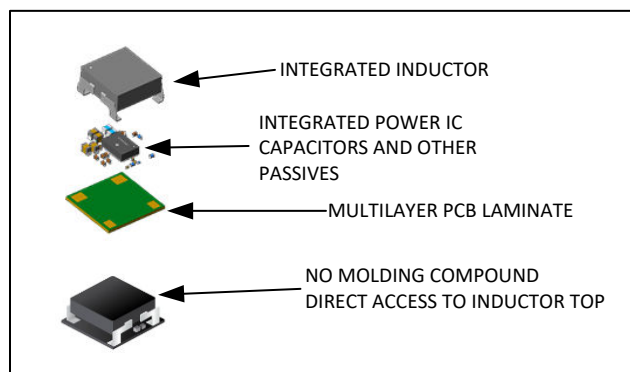 INTEGRATED INDUCTOR
INTEGRATED POWER IC
CAPACITORS AND OTHER
PASSIVES
MULTILAYER PCB LAMINATE
NO MOLDING COMPOUND
DIRECT ACCESS TO INDUCTOR TOP